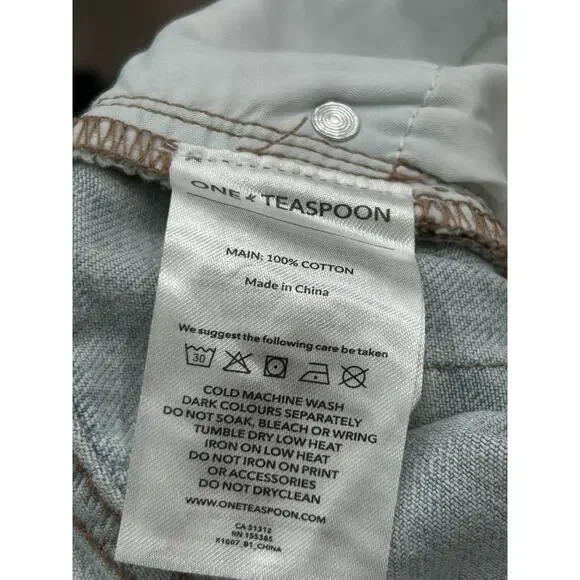 ONE ★ TEASPOON
MAIN: 100% COTTON
Made in China
We suggest the following care be taken
30
COLD MACHINE WASH
DARK COLOURS SEPARATELY
DO NOT SOAK, BLEACH OR WRING
TUMBLE DRY LOW HEAT
IRON ON LOW HEAT
DO NOT IRON ON PRINT
OR ACCESSORIES
DO NOT DRYCLEAN
WWW.ONETEASPOON.COM
CA 51312
RN 155385
X1007_B1_CHINA